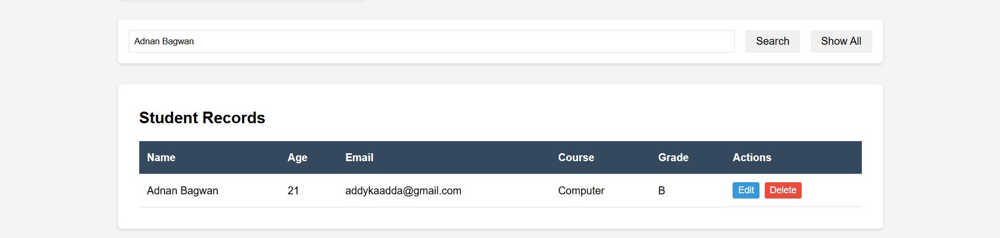 Adnan Bagwan Search Show All
Student Records
Name Age Email Course Grade Actions
Adnan Bagwan 21 addykaadda@gmail.com Computer B Edit Delete